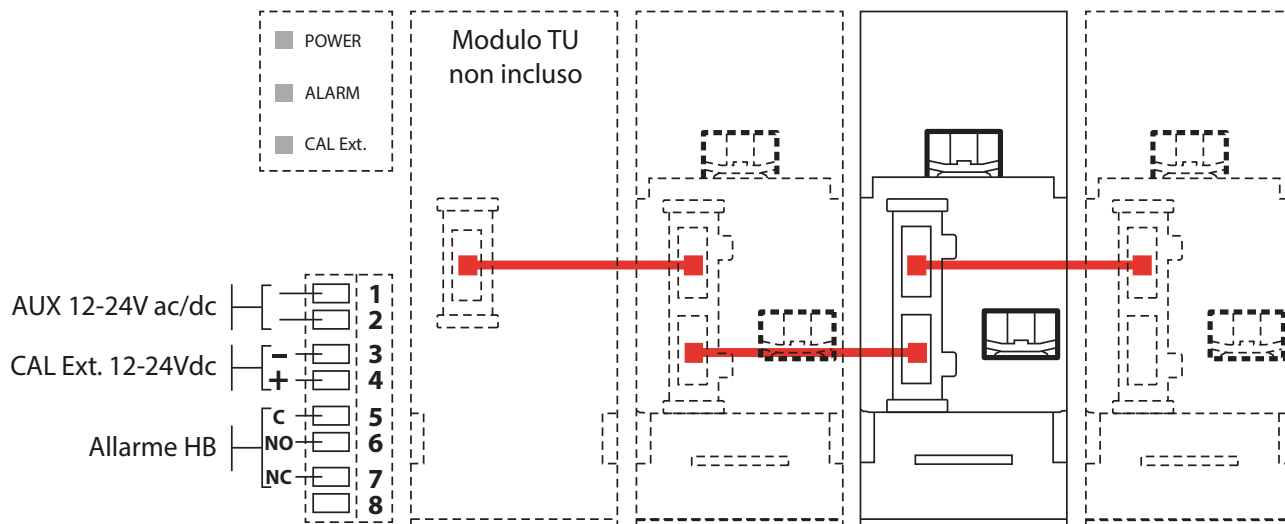 POWER
ALARM
CAL Ext.
Modulo TU
non incluso
AUX 12-24V ac/dc
1
2
CAL Ext. 12-24Vdc
− 3
+ 4
Allarme HB
C 5
NO 6
NC 7
8